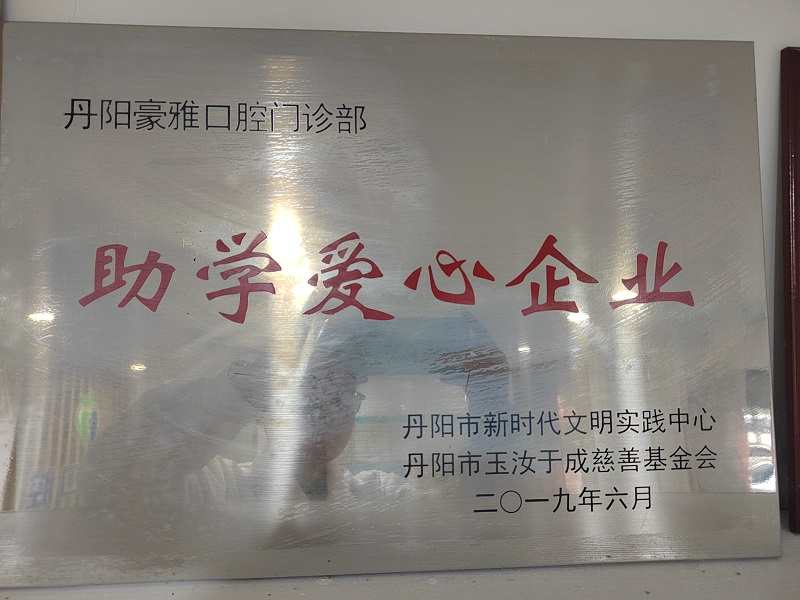 丹阳豪雅口腔门诊部
助学爱心企业
丹阳市新时代文明实践中心
丹阳市玉汝于成慈善基金会
二〇一九年六月